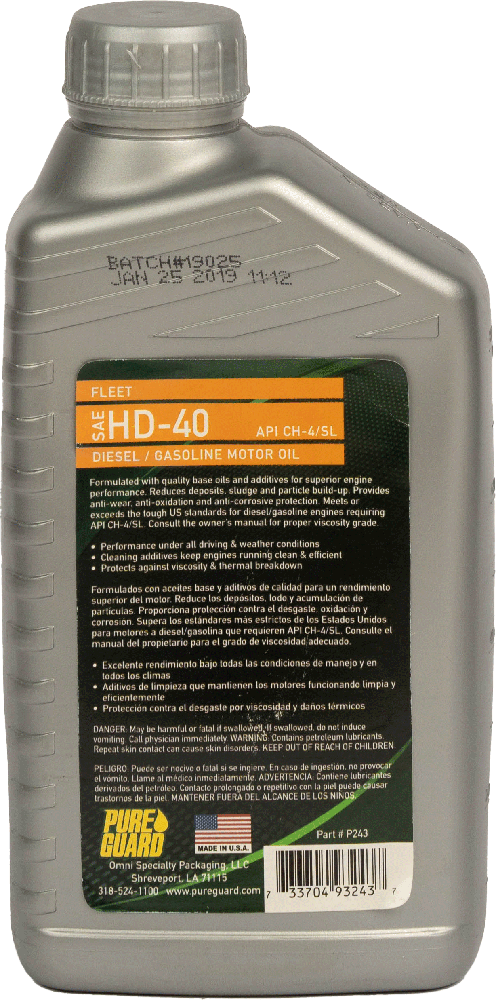 BATCH#19025
JAN 25 2019 11:12
FLEET
SAE HD-40 API CH-4/SL
DIESEL / GASOLINE MOTOR OIL
Formulated with quality base oils and additives for superior engine
performance. Reduces deposits, sludge and particle build-up. Provides
anti-wear, anti-oxidation and anti-corrosive protection. Meets or
exceeds the tough US standards for diesel/gasoline engines requiring
API CH-4/SL. Consult the owner's manual for proper viscosity grade.
• Performance under all driving & weather conditions
• Cleaning additives keep engines running clean & efficient
• Protects against viscosity & thermal breakdown
Formulados con aceites base y aditivos de calidad para un rendimiento
superior del motor. Reduce los depósitos, lodo y acumulación de
partículas. Proporciona protección contra el desgaste, oxidación y
corrosión. Supera los estándares más estrictos de los Estados Unidos
para motores a diesel/gasolina que requieren API CH-4/SL. Consulte el
manual del propietario para el grado de viscosidad adecuado.
• Excelente rendimiento bajo todas las condiciones de manejo y en
todos los climas
• Aditivos de limpieza que mantienen los motores funcionando limpia y
eficientemente
• Protección contra el desgaste por viscosidad y daños térmicos
DANGER: May be harmful or fatal if swallowed. If swallowed, do not induce
vomiting. Call physician immediately. WARNING: Contains petroleum lubricants.
Repeat skin contact can cause skin disorders. KEEP OUT OF REACH OF CHILDREN.
PELIGRO: Puede ser nocivo o fatal si se ingiere. En caso de ingestión, no provocar
el vomito. Llame al médico inmediatamente. ADVERTENCIA: Contiene lubricantes
derivados del petróleo. Contacto prolongado o repetitivo con la piel puede causar
trastornos de la piel. MANTENER FUERA DEL ALCANCE DE LOS NIÑOS.
PURE
GUARD
MADE IN U.S.A.
Part # P243
Omni Specialty Packaging, LLC
Shreveport, LA 71115
318-524-1100 www.pureguard.com
7 33704 93243 7